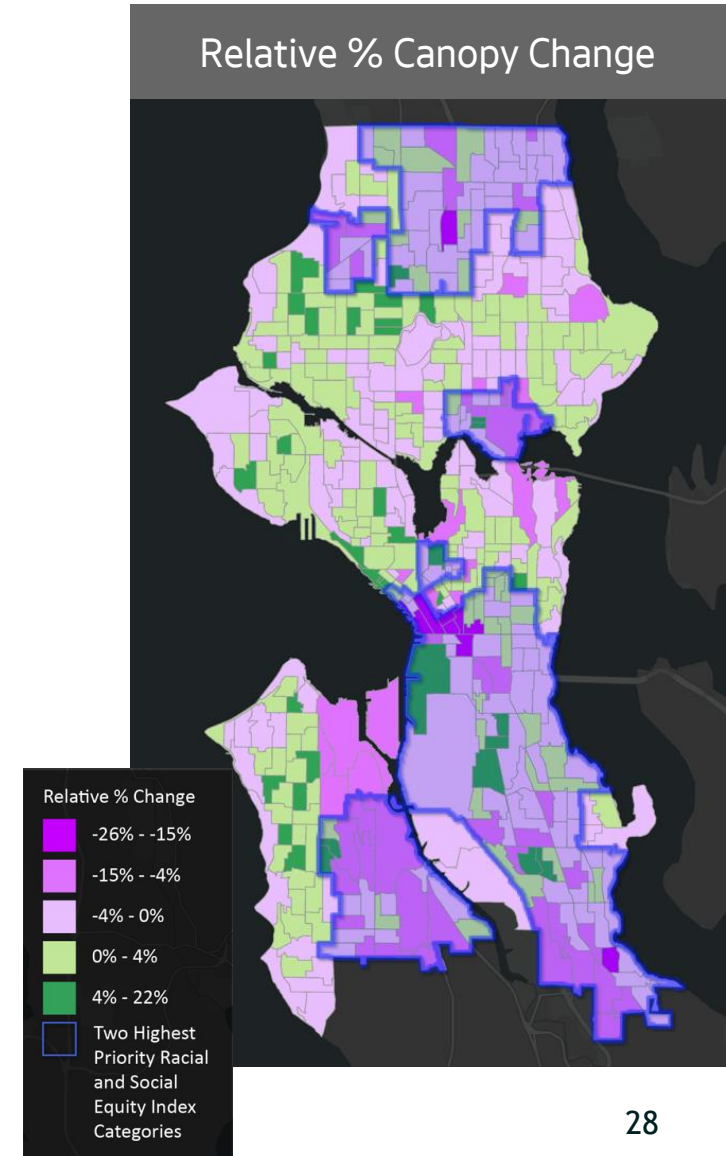 Relative % Canopy Change
Relative % Change
-26% - -15%
-15% - -4%
-4% - 0%
0% - 4%
4% - 22%
Two Highest
Priority Racial
and Social
Equity Index
Categories
28